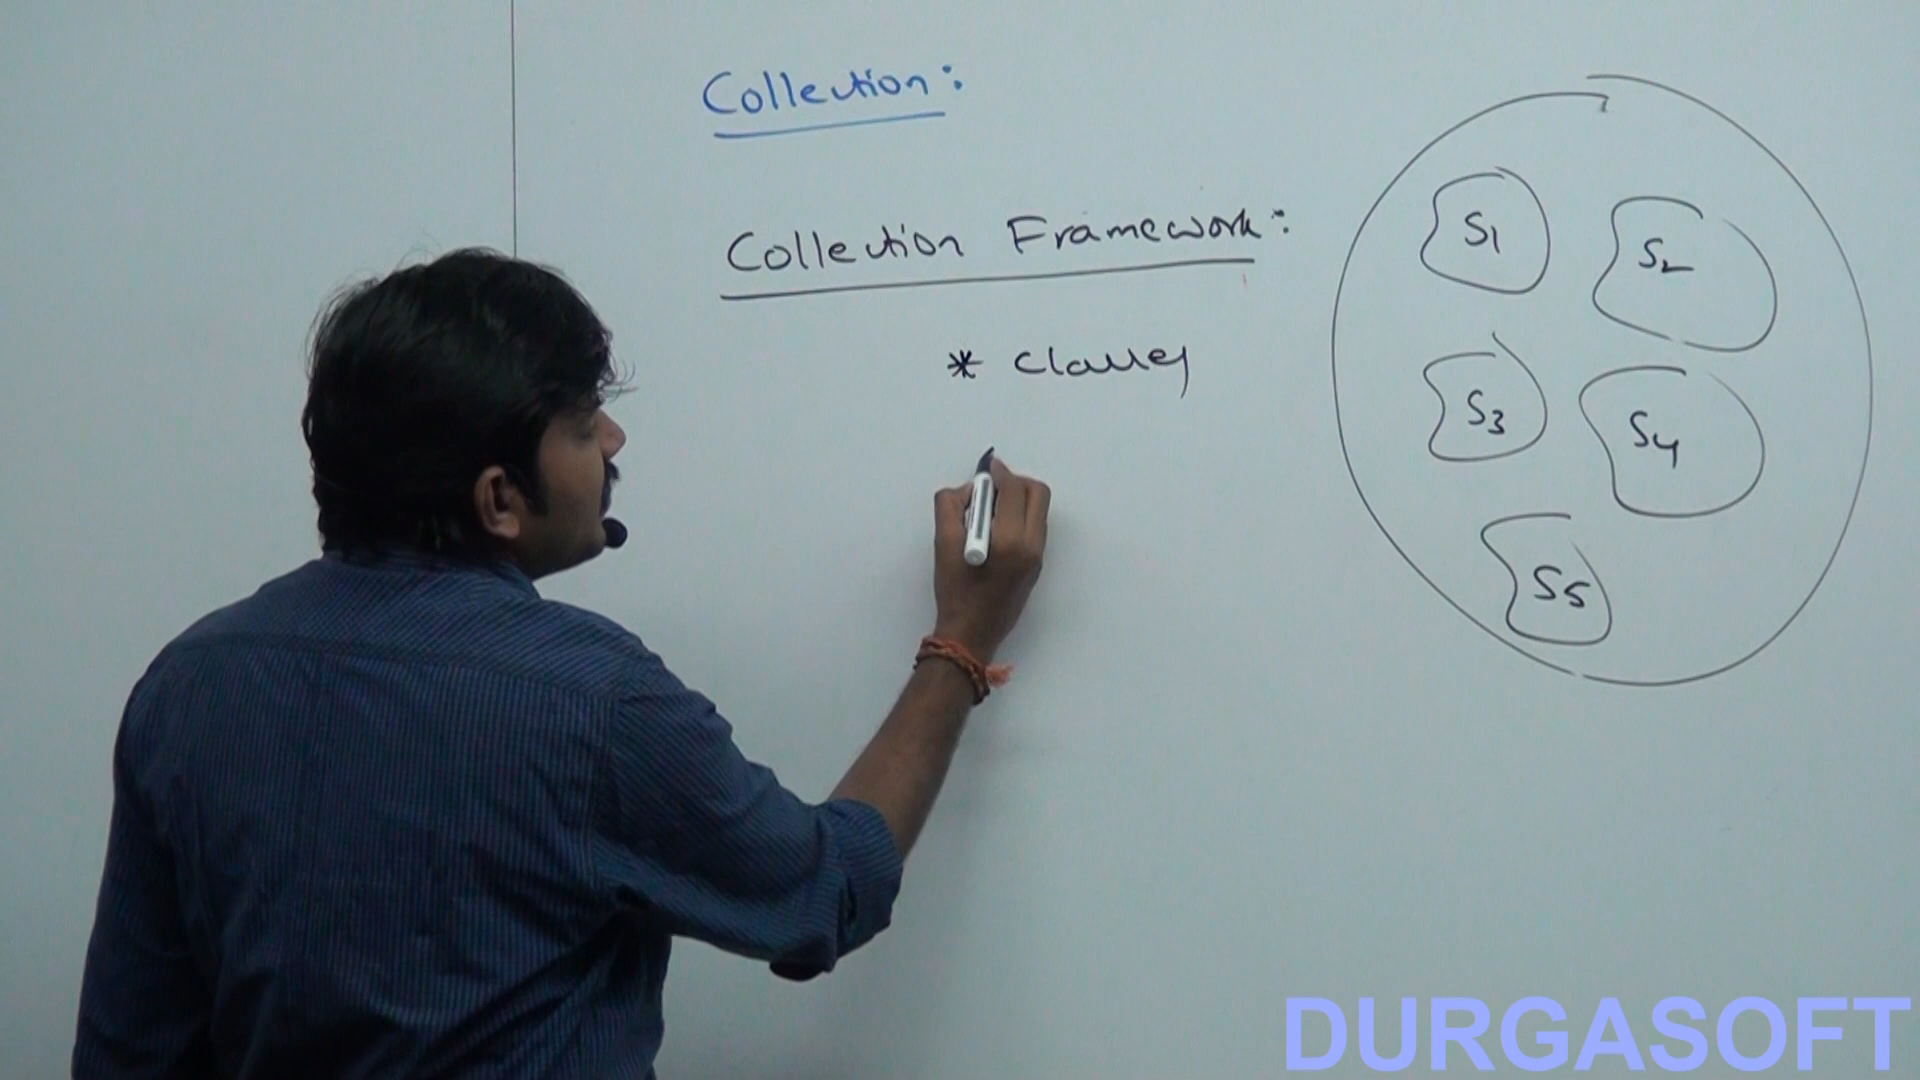 Collection:
Collection Framework:
* Classes
S1
S2
S3
S4
S5
DURGASOFT